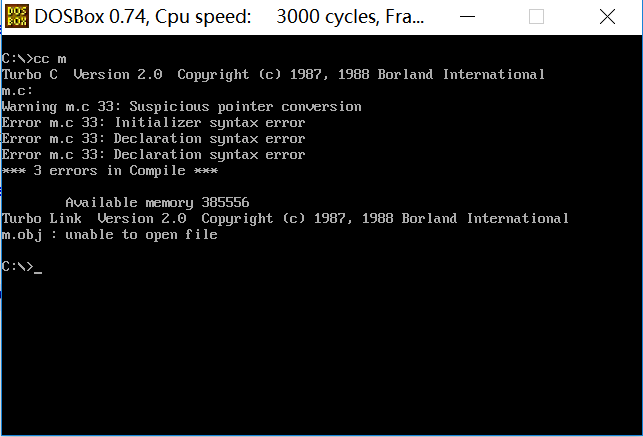 DOS
BOX
DOSBox 0.74, Cpu speed: 3000 cycles, Fra...
C:\>cc m
Turbo C Version 2.0 Copyright (c) 1987, 1988 Borland International
m.c:
Warning m.c 33: Suspicious pointer conversion
Error m.c 33: Initializer syntax error
Error m.c 33: Declaration syntax error
Error m.c 33: Declaration syntax error
*** 3 errors in Compile ***
Available memory 385556
Turbo Link Version 2.0 Copyright (c) 1987, 1988 Borland International
m.obj : unable to open file
C:\>_